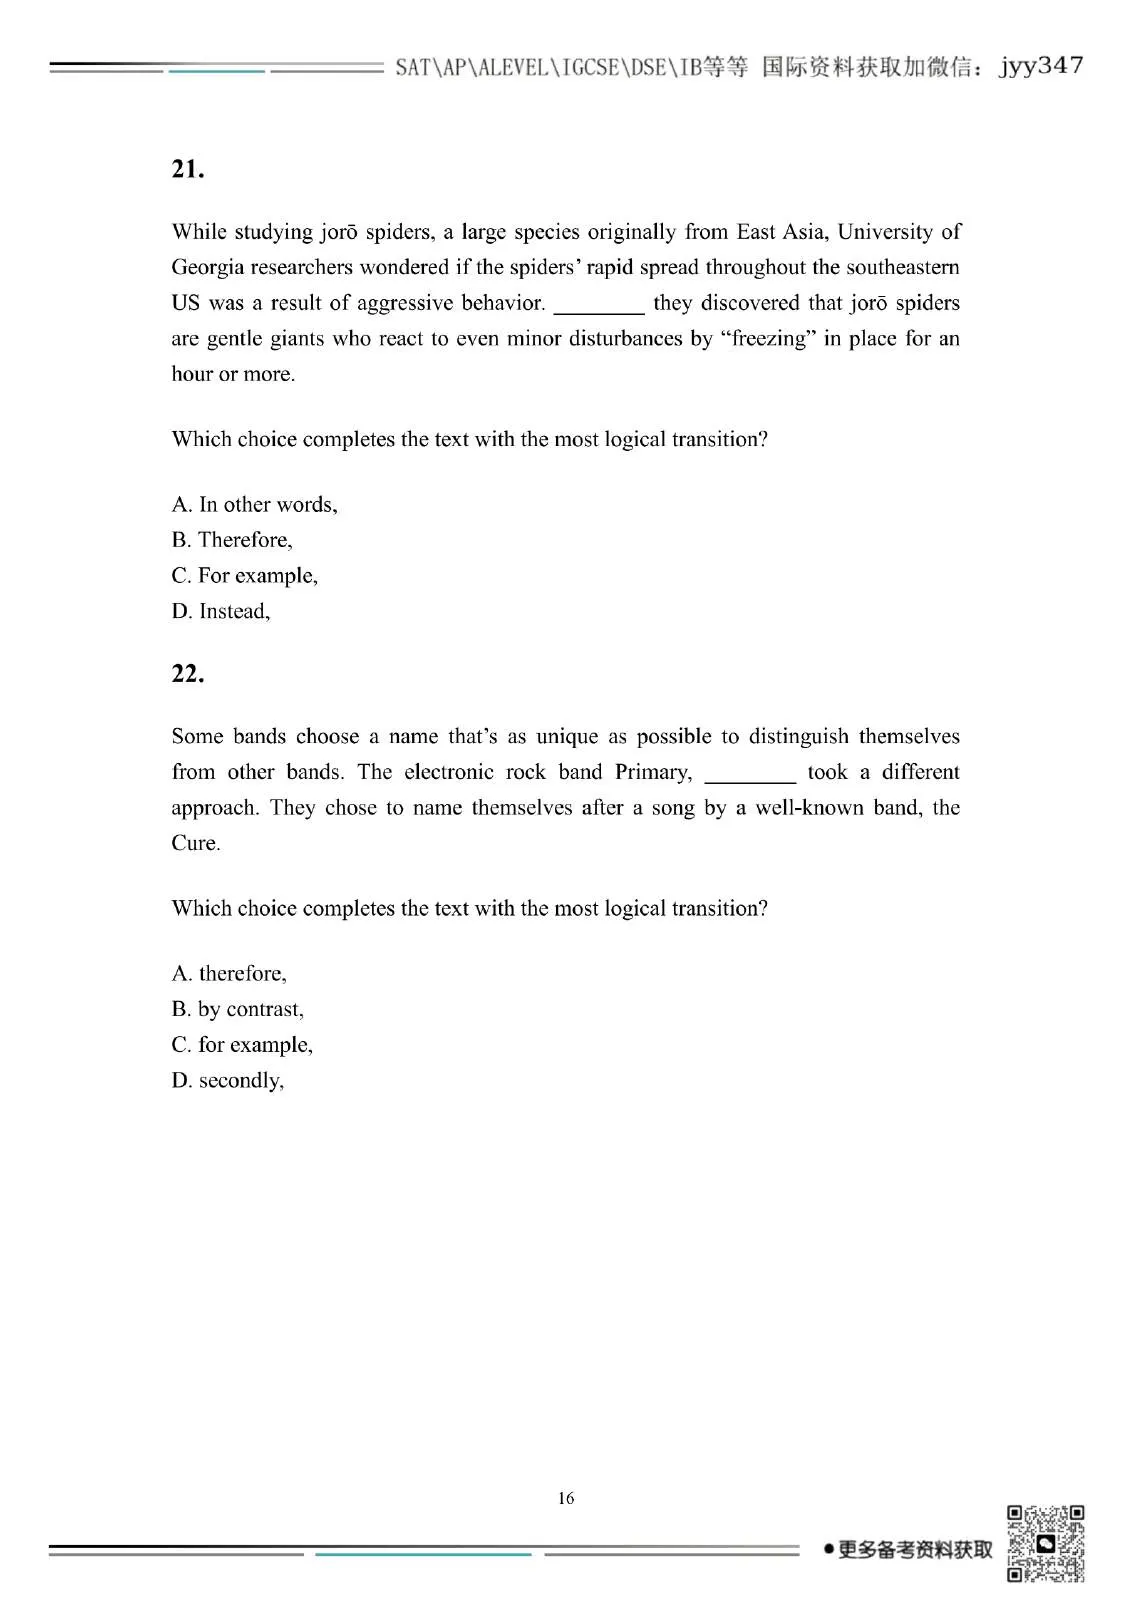 SAT\AP\ALEVEL\IGCSE\DSE\IB等等 国际资料获取加微信: jyy347
21.
While studying jorō spiders, a large species originally from East Asia, University of
Georgia researchers wondered if the spiders’ rapid spread throughout the southeastern
US was a result of aggressive behavior. ________ they discovered that jorō spiders
are gentle giants who react to even minor disturbances by “freezing” in place for an
hour or more.
Which choice completes the text with the most logical transition?
A. In other words,
B. Therefore,
C. For example,
D. Instead,
22.
Some bands choose a name that’s as unique as possible to distinguish themselves
from other bands. The electronic rock band Primary, ________ took a different
approach. They chose to name themselves after a song by a well-known band, the
Cure.
Which choice completes the text with the most logical transition?
A. therefore,
B. by contrast,
C. for example,
D. secondly,
16
●更多备考资料获取